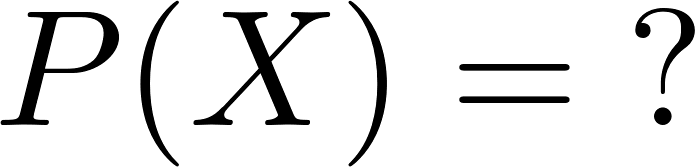 P(X) = ?